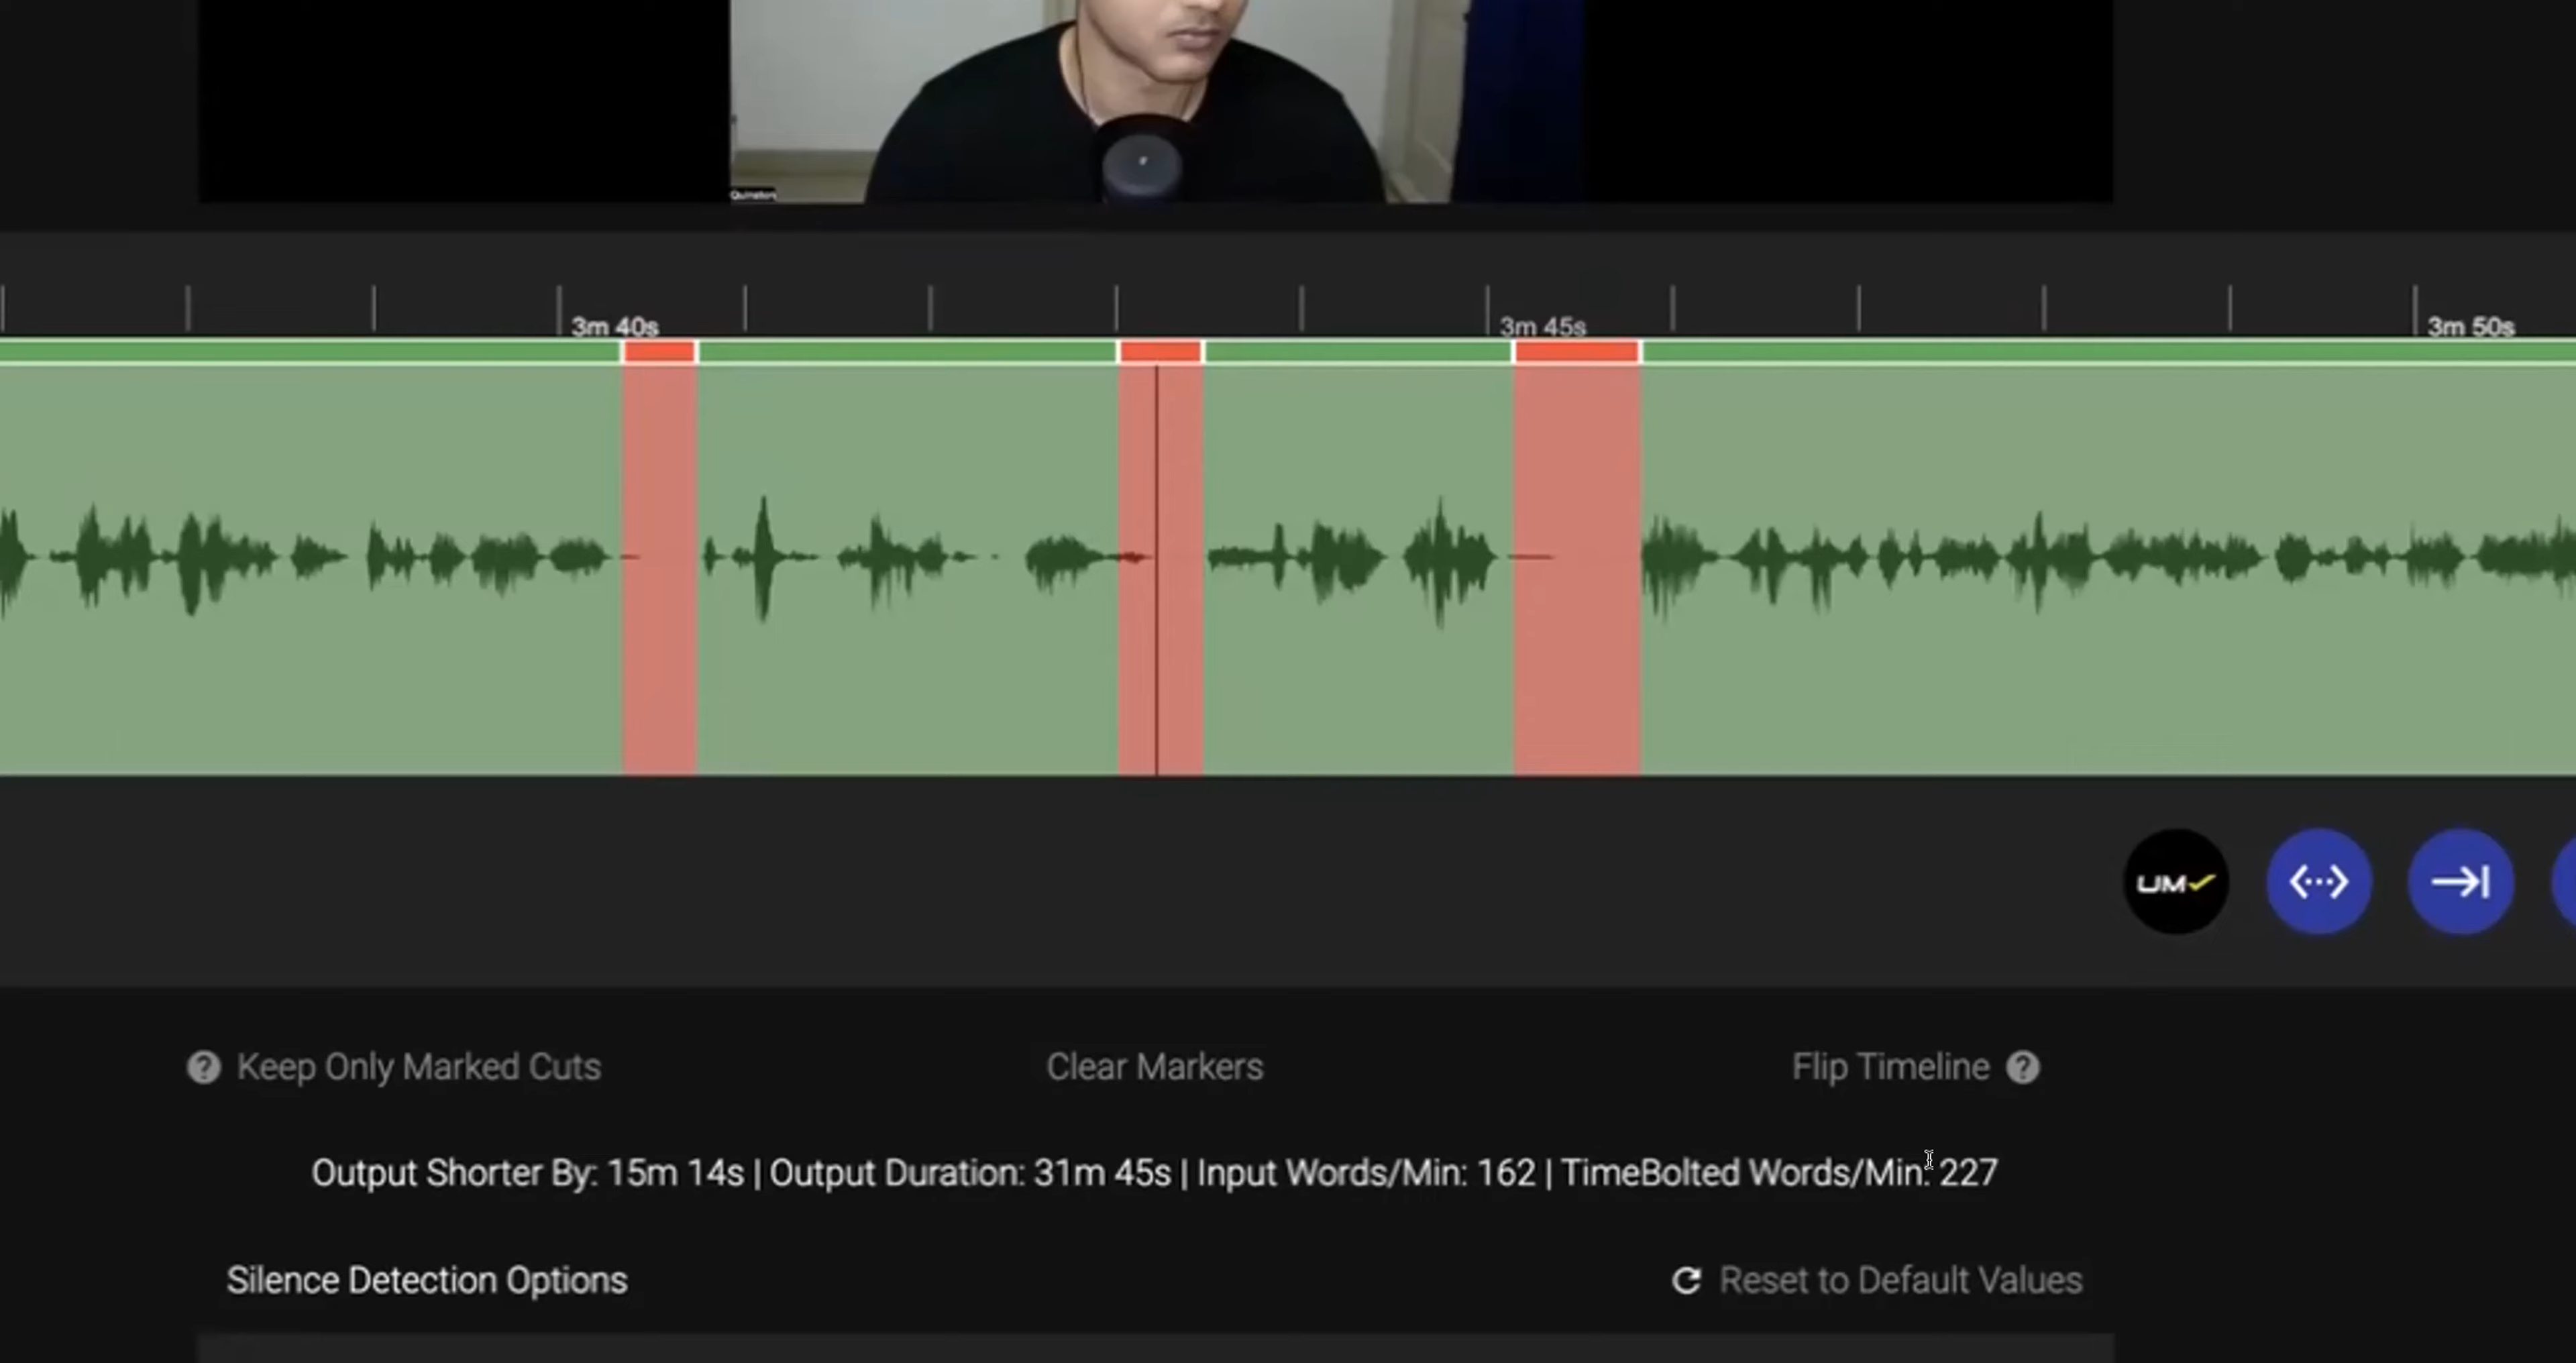 Quinston
3m 40s
3m 45s
3m 50s
UM
Keep Only Marked Cuts
Clear Markers
Flip Timeline
Output Shorter By: 15m 14s | Output Duration: 31m 45s | Input Words/Min: 162 | TimeBolted Words/Min: 227
Silence Detection Options
Reset to Default Values